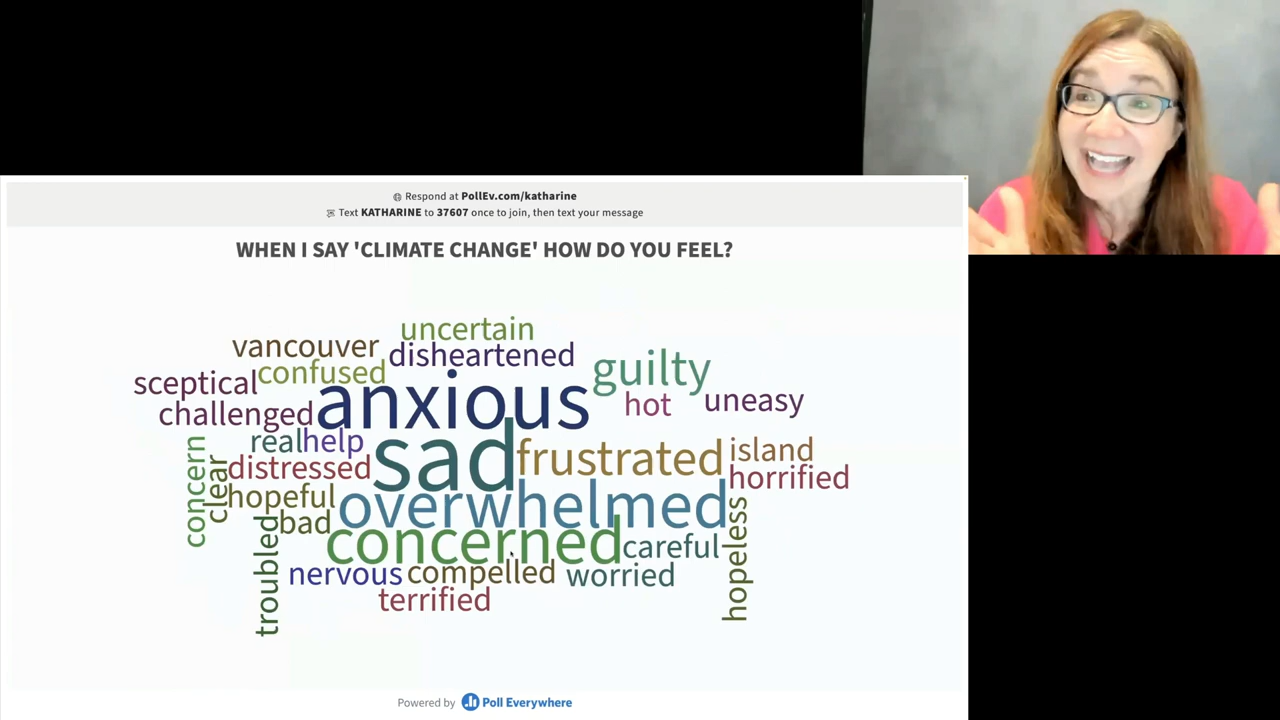 Respond at PollEv.com/katharine
Text KATHARINE to 37607 once to join, then text your message
WHEN I SAY 'CLIMATE CHANGE' HOW DO YOU FEEL?
uncertain
vancouver
disheartened
guilty
sceptical
confused
anxious
hot
uneasy
challenged
real
help
sad
frustrated
island
concern
clear
distressed
horrified
hopeful
overwhelmed
bad
concerned
careful
hopeless
troubled
nervous
compelled
worried
terrified
Powered by Poll Everywhere